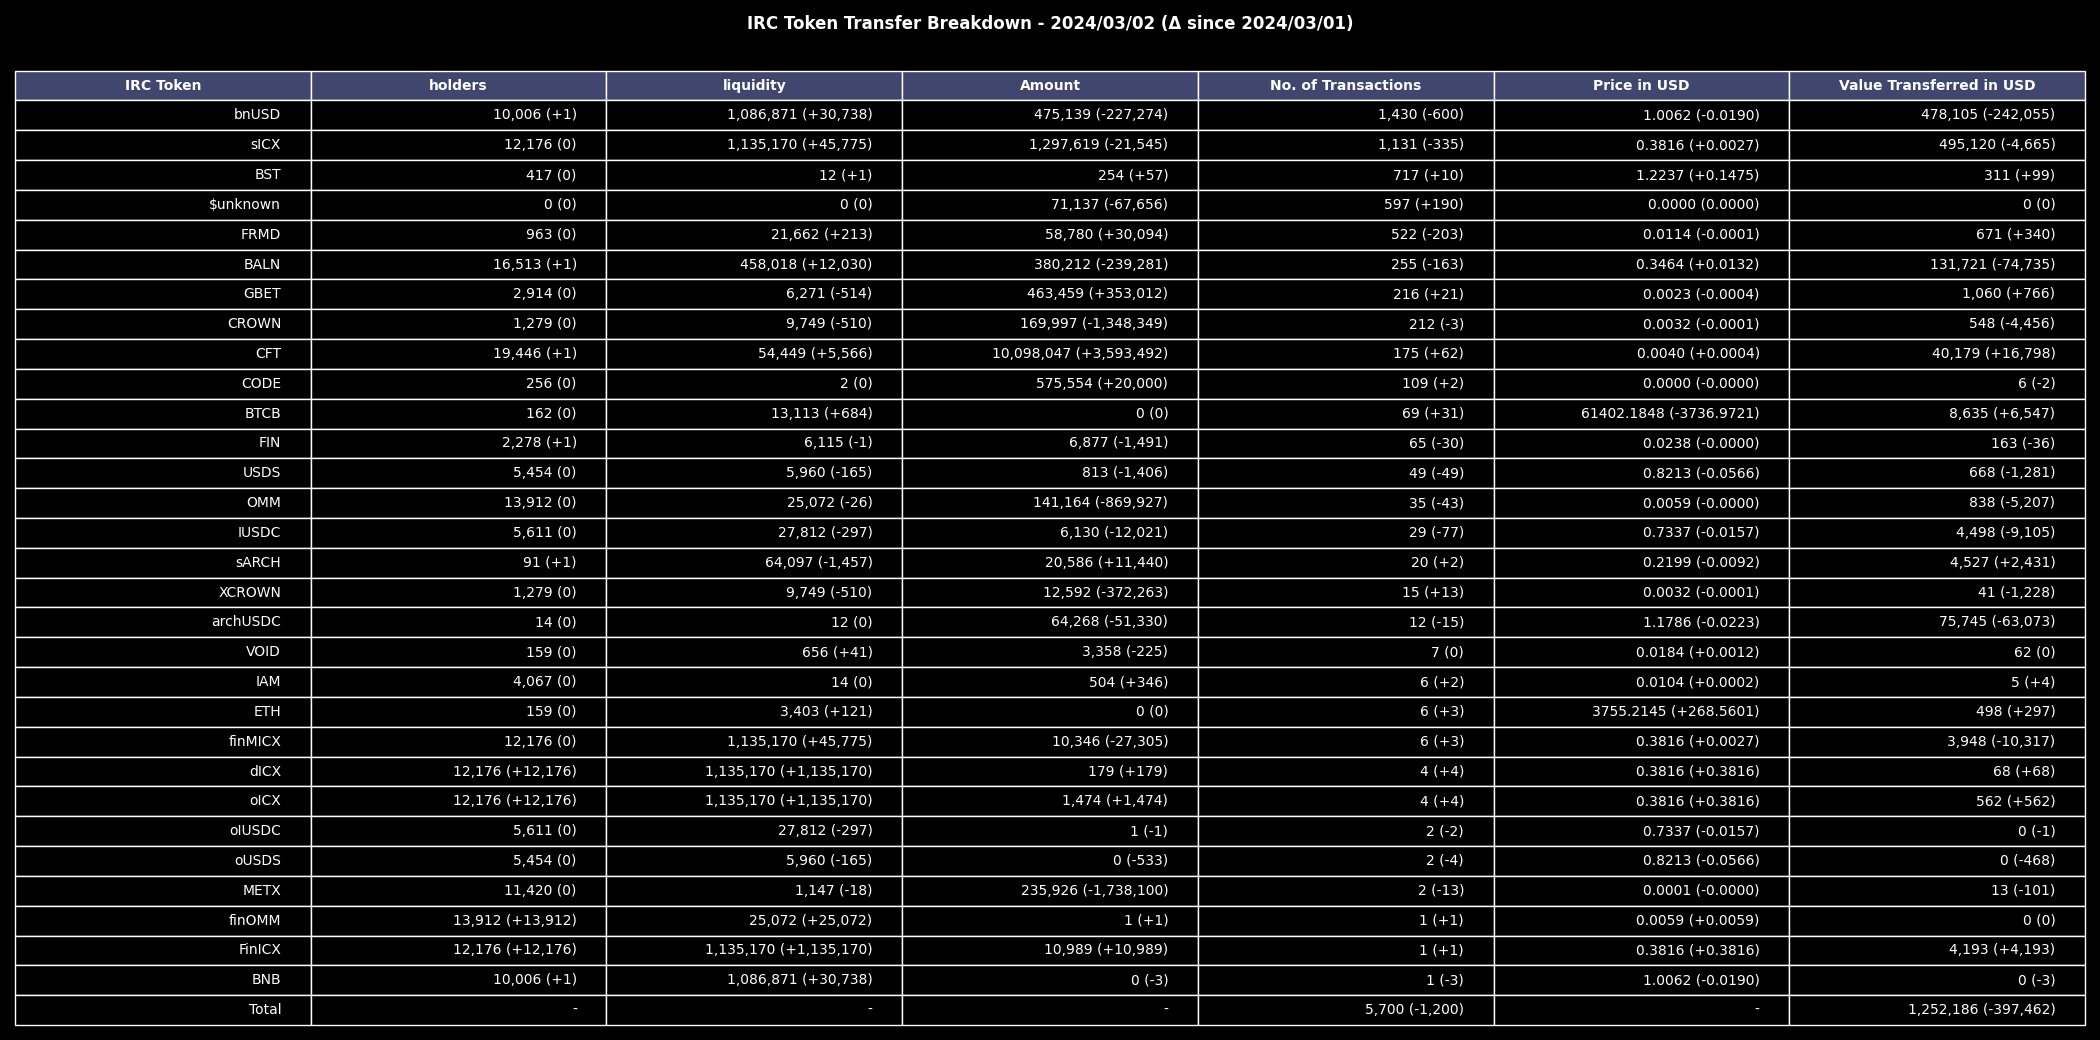 IRC Token Transfer Breakdown - 2024/03/02 (Δ since 2024/03/01)
IRC Token holders liquidity Amount No. of Transactions Price in USD Value Transferred in USD
bnUSD 10,006 (+1) 1,086,871 (+30,738) 475,139 (-227,274) 1,430 (-600) 1.0062 (-0.0190) 478,105 (-242,055)
sICX 12,176 (0) 1,135,170 (+45,775) 1,297,619 (-21,545) 1,131 (-335) 0.3816 (+0.0027) 495,120 (-4,665)
BST 417 (0) 12 (+1) 254 (+57) 717 (+10) 1.2237 (+0.1475) 311 (+99)
$unknown 0 (0) 0 (0) 71,137 (-67,656) 597 (+190) 0.0000 (0.0000) 0 (0)
FRMD 963 (0) 21,662 (+213) 58,780 (+30,094) 522 (-203) 0.0114 (-0.0001) 671 (+340)
BALN 16,513 (+1) 458,018 (+12,030) 380,212 (-239,281) 255 (-163) 0.3464 (+0.0132) 131,721 (-74,735)
GBET 2,914 (0) 6,271 (-514) 463,459 (+353,012) 216 (+21) 0.0023 (-0.0004) 1,060 (+766)
CROWN 1,279 (0) 9,749 (-510) 169,997 (-1,348,349) 212 (-3) 0.0032 (-0.0001) 548 (-4,456)
CFT 19,446 (+1) 54,449 (+5,566) 10,098,047 (+3,593,492) 175 (+62) 0.0040 (+0.0004) 40,179 (+16,798)
CODE 256 (0) 2 (0) 575,554 (+20,000) 109 (+2) 0.0000 (-0.0000) 6 (-2)
BTCB 162 (0) 13,113 (+684) 0 (0) 69 (+31) 61402.1848 (-3736.9721) 8,635 (+6,547)
FIN 2,278 (+1) 6,115 (-1) 6,877 (-1,491) 65 (-30) 0.0238 (-0.0000) 163 (-36)
USDS 5,454 (0) 5,960 (-165) 813 (-1,406) 49 (-49) 0.8213 (-0.0566) 668 (-1,281)
OMM 13,912 (0) 25,072 (-26) 141,164 (-869,927) 35 (-43) 0.0059 (-0.0000) 838 (-5,207)
IUSDC 5,611 (0) 27,812 (-297) 6,130 (-12,021) 29 (-77) 0.7337 (-0.0157) 4,498 (-9,105)
sARCH 91 (+1) 64,097 (-1,457) 20,586 (+11,440) 20 (+2) 0.2199 (-0.0092) 4,527 (+2,431)
XCROWN 1,279 (0) 9,749 (-510) 12,592 (-372,263) 15 (+13) 0.0032 (-0.0001) 41 (-1,228)
archUSDC 14 (0) 12 (0) 64,268 (-51,330) 12 (-15) 1.1786 (-0.0223) 75,745 (-63,073)
VOID 159 (0) 656 (+41) 3,358 (-225) 7 (0) 0.0184 (+0.0012) 62 (0)
IAM 4,067 (0) 14 (0) 504 (+346) 6 (+2) 0.0104 (+0.0002) 5 (+4)
ETH 159 (0) 3,403 (+121) 0 (0) 6 (+3) 3755.2145 (+268.5601) 498 (+297)
finMICX 12,176 (0) 1,135,170 (+45,775) 10,346 (-27,305) 6 (+3) 0.3816 (+0.0027) 3,948 (-10,317)
dICX 12,176 (+12,176) 1,135,170 (+1,135,170) 179 (+179) 4 (+4) 0.3816 (+0.3816) 68 (+68)
oICX 12,176 (+12,176) 1,135,170 (+1,135,170) 1,474 (+1,474) 4 (+4) 0.3816 (+0.3816) 562 (+562)
oIUSDC 5,611 (0) 27,812 (-297) 1 (-1) 2 (-2) 0.7337 (-0.0157) 0 (-1)
oUSDS 5,454 (0) 5,960 (-165) 0 (-533) 2 (-4) 0.8213 (-0.0566) 0 (-468)
METX 11,420 (0) 1,147 (-18) 235,926 (-1,738,100) 2 (-13) 0.0001 (-0.0000) 13 (-101)
finOMM 13,912 (+13,912) 25,072 (+25,072) 1 (+1) 1 (+1) 0.0059 (+0.0059) 0 (0)
FinICX 12,176 (+12,176) 1,135,170 (+1,135,170) 10,989 (+10,989) 1 (+1) 0.3816 (+0.3816) 4,193 (+4,193)
BNB 10,006 (+1) 1,086,871 (+30,738) 0 (-3) 1 (-3) 1.0062 (-0.0190) 0 (-3)
Total - - - 5,700 (-1,200) - 1,252,186 (-397,462)